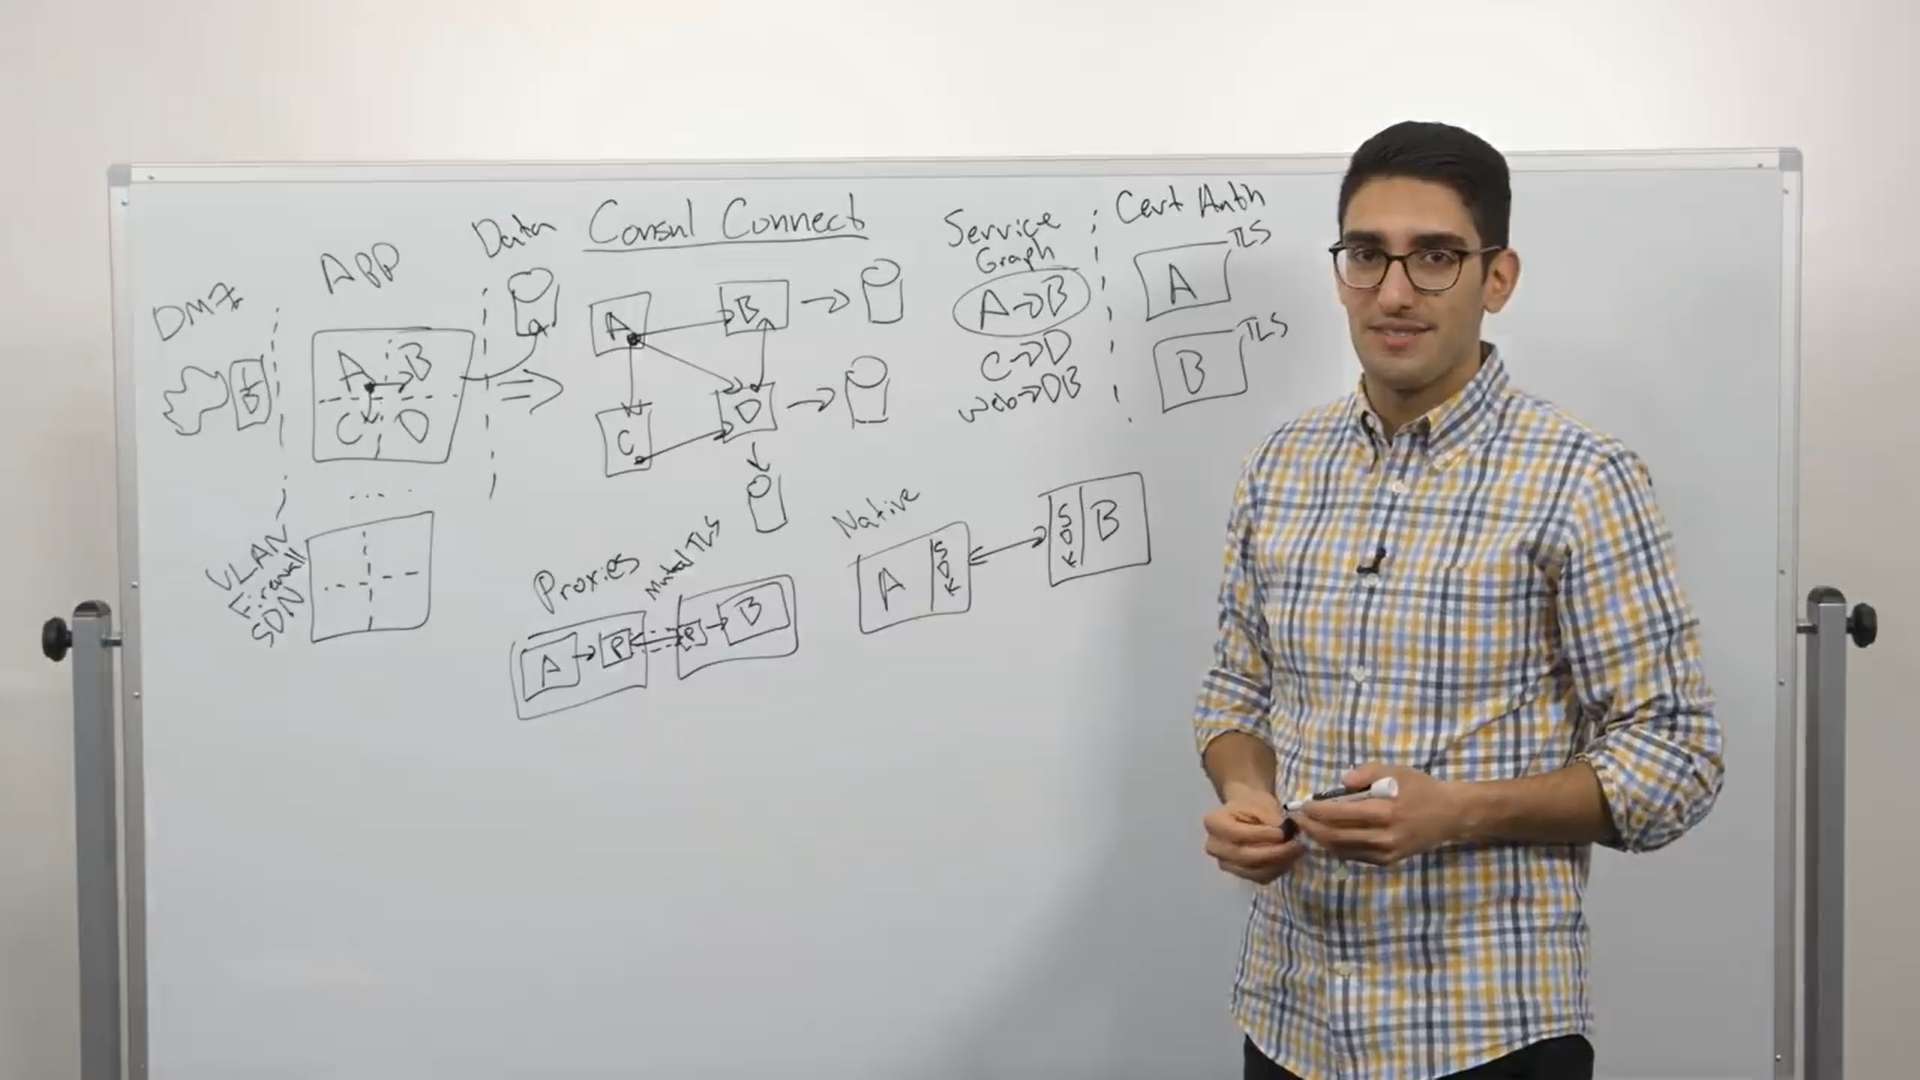 DMZ
APP
Data
Consul Connect
Service
Graph
Cert Auth
LB
A B
C D
A
B
C
D
A→B
C→D
web→DB
A TLS
B TLS
VLAN
Firewall
SDN
Proxies
Mutual TLS
A → P
P → B
Native
A SDK
SDK B